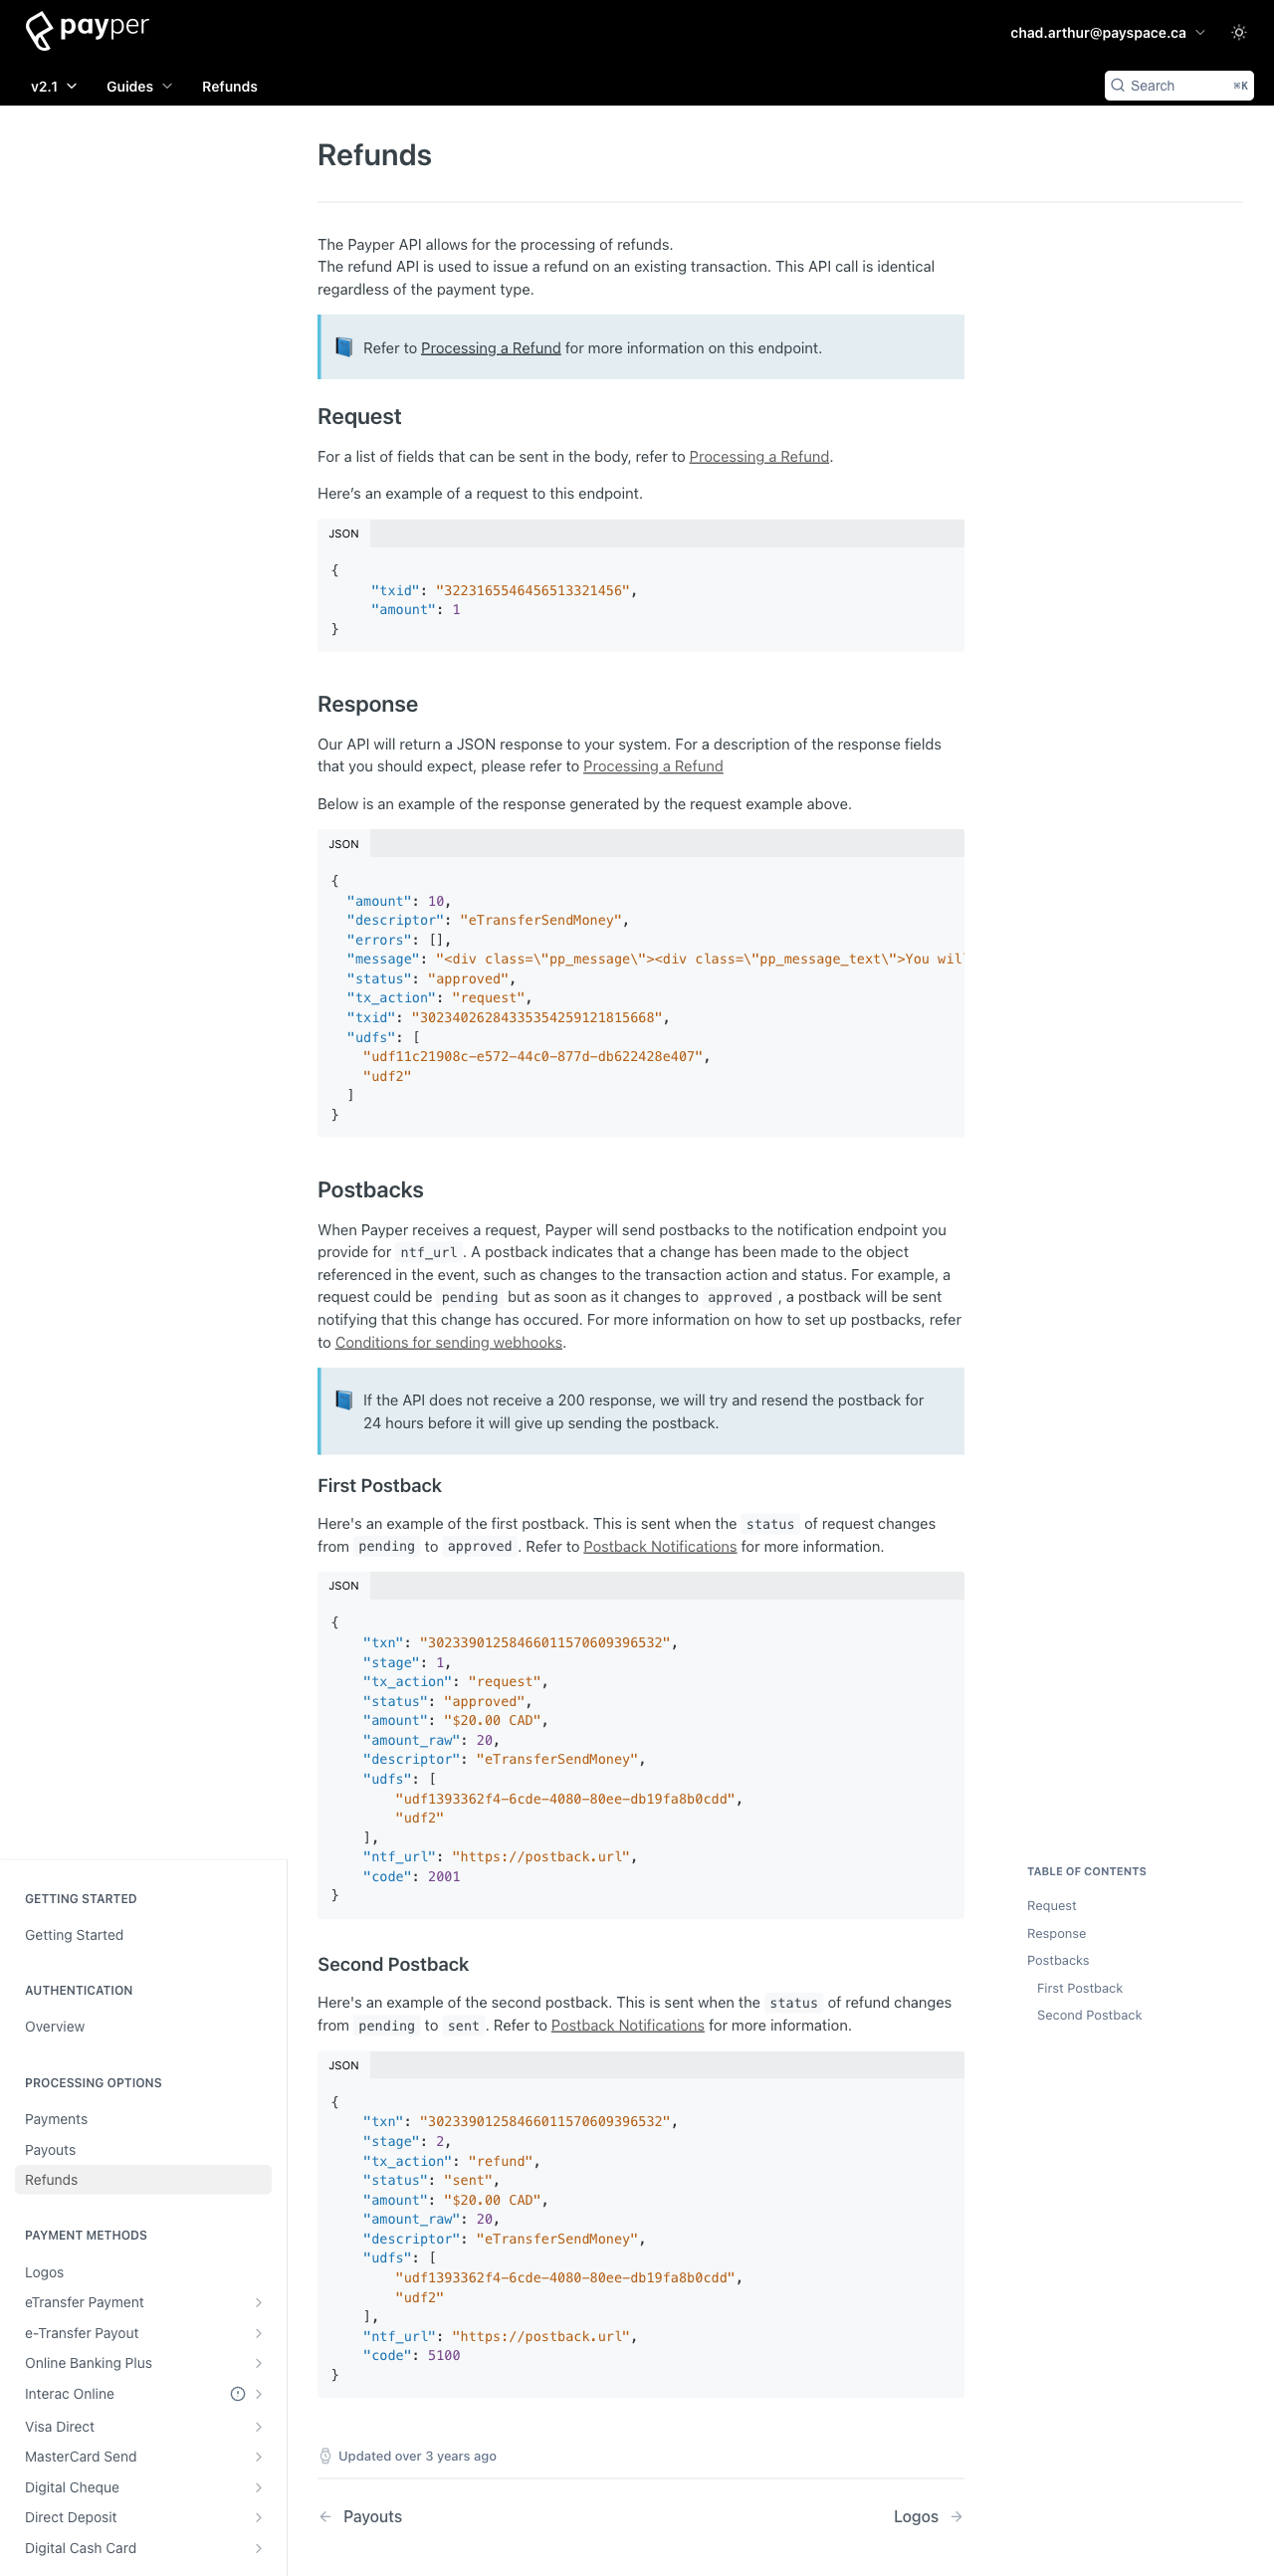 payper
chad.arthur@payspace.ca
v2.1 Guides Refunds
Search ⌘K
Refunds
The Payper API allows for the processing of refunds.
The refund API is used to issue a refund on an existing transaction. This API call is identical
regardless of the payment type.
📘 Refer to Processing a Refund for more information on this endpoint.
Request
For a list of fields that can be sent in the body, refer to Processing a Refund.
Here’s an example of a request to this endpoint.
JSON
{
"txid": "3223165546456513321456",
"amount": 1
}
Response
Our API will return a JSON response to your system. For a description of the response fields
that you should expect, please refer to Processing a Refund
Below is an example of the response generated by the request example above.
JSON
{
"amount": 10,
"descriptor": "eTransferSendMoney",
"errors": [],
"message": "<div class=\"pp_message\"><div class=\"pp_message_text\">You wil
"status": "approved",
"tx_action": "request",
"txid": "30234026284335354259121815668",
"udfs": [
"udf11c21908c-e572-44c0-877d-db622428e407",
"udf2"
]
}
Postbacks
When Payper receives a request, Payper will send postbacks to the notification endpoint you
provide for ntf_url. A postback indicates that a change has been made to the object
referenced in the event, such as changes to the transaction action and status. For example, a
request could be pending but as soon as it changes to approved, a postback will be sent
notifying that this change has occured. For more information on how to set up postbacks, refer
to Conditions for sending webhooks.
📘 If the API does not receive a 200 response, we will try and resend the postback for
24 hours before it will give up sending the postback.
First Postback
Here's an example of the first postback. This is sent when the status of request changes
from pending to approved. Refer to Postback Notifications for more information.
JSON
{
"txn": "30233901258466011570609396532",
"stage": 1,
"tx_action": "request",
"status": "approved",
"amount": "$20.00 CAD",
"amount_raw": 20,
"descriptor": "eTransferSendMoney",
"udfs": [
"udf1393362f4-6cde-4080-80ee-db19fa8b0cdd",
"udf2"
],
"ntf_url": "https://postback.url",
"code": 2001
}
Second Postback
Here's an example of the second postback. This is sent when the status of refund changes
from pending to sent. Refer to Postback Notifications for more information.
JSON
{
"txn": "30233901258466011570609396532",
"stage": 2,
"tx_action": "refund",
"status": "sent",
"amount": "$20.00 CAD",
"amount_raw": 20,
"descriptor": "eTransferSendMoney",
"udfs": [
"udf1393362f4-6cde-4080-80ee-db19fa8b0cdd",
"udf2"
],
"ntf_url": "https://postback.url",
"code": 5100
}
Updated over 3 years ago
← Payouts
Logos →
GETTING STARTED
Getting Started
AUTHENTICATION
Overview
PROCESSING OPTIONS
Payments
Payouts
Refunds
PAYMENT METHODS
Logos
eTransfer Payment
e-Transfer Payout
Online Banking Plus
Interac Online
Visa Direct
MasterCard Send
Digital Cheque
Direct Deposit
Digital Cash Card
TABLE OF CONTENTS
Request
Response
Postbacks
First Postback
Second Postback